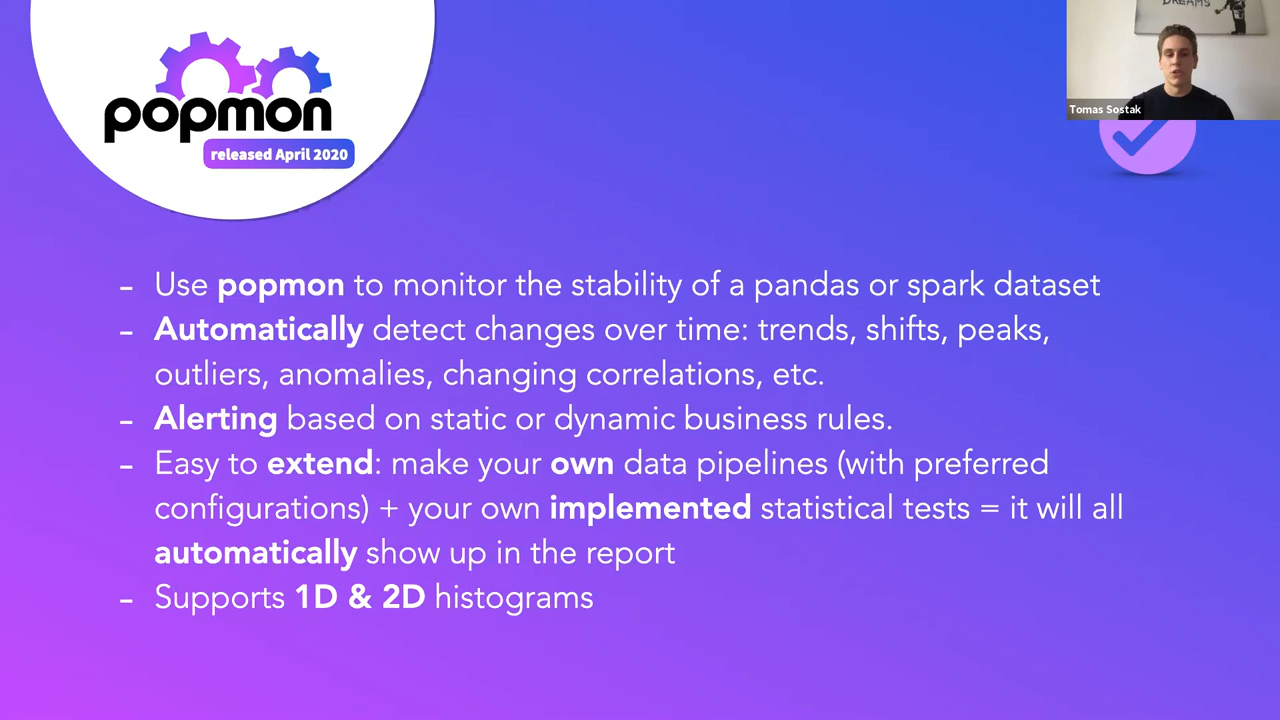 DREAMS
popmon
Tomas Sostak
released April 2020
- Use popmon to monitor the stability of a pandas or spark dataset
- Automatically detect changes over time: trends, shifts, peaks,
outliers, anomalies, changing correlations, etc.
- Alerting based on static or dynamic business rules.
- Easy to extend: make your own data pipelines (with preferred
configurations) + your own implemented statistical tests = it will all
automatically show up in the report
- Supports 1D & 2D histograms